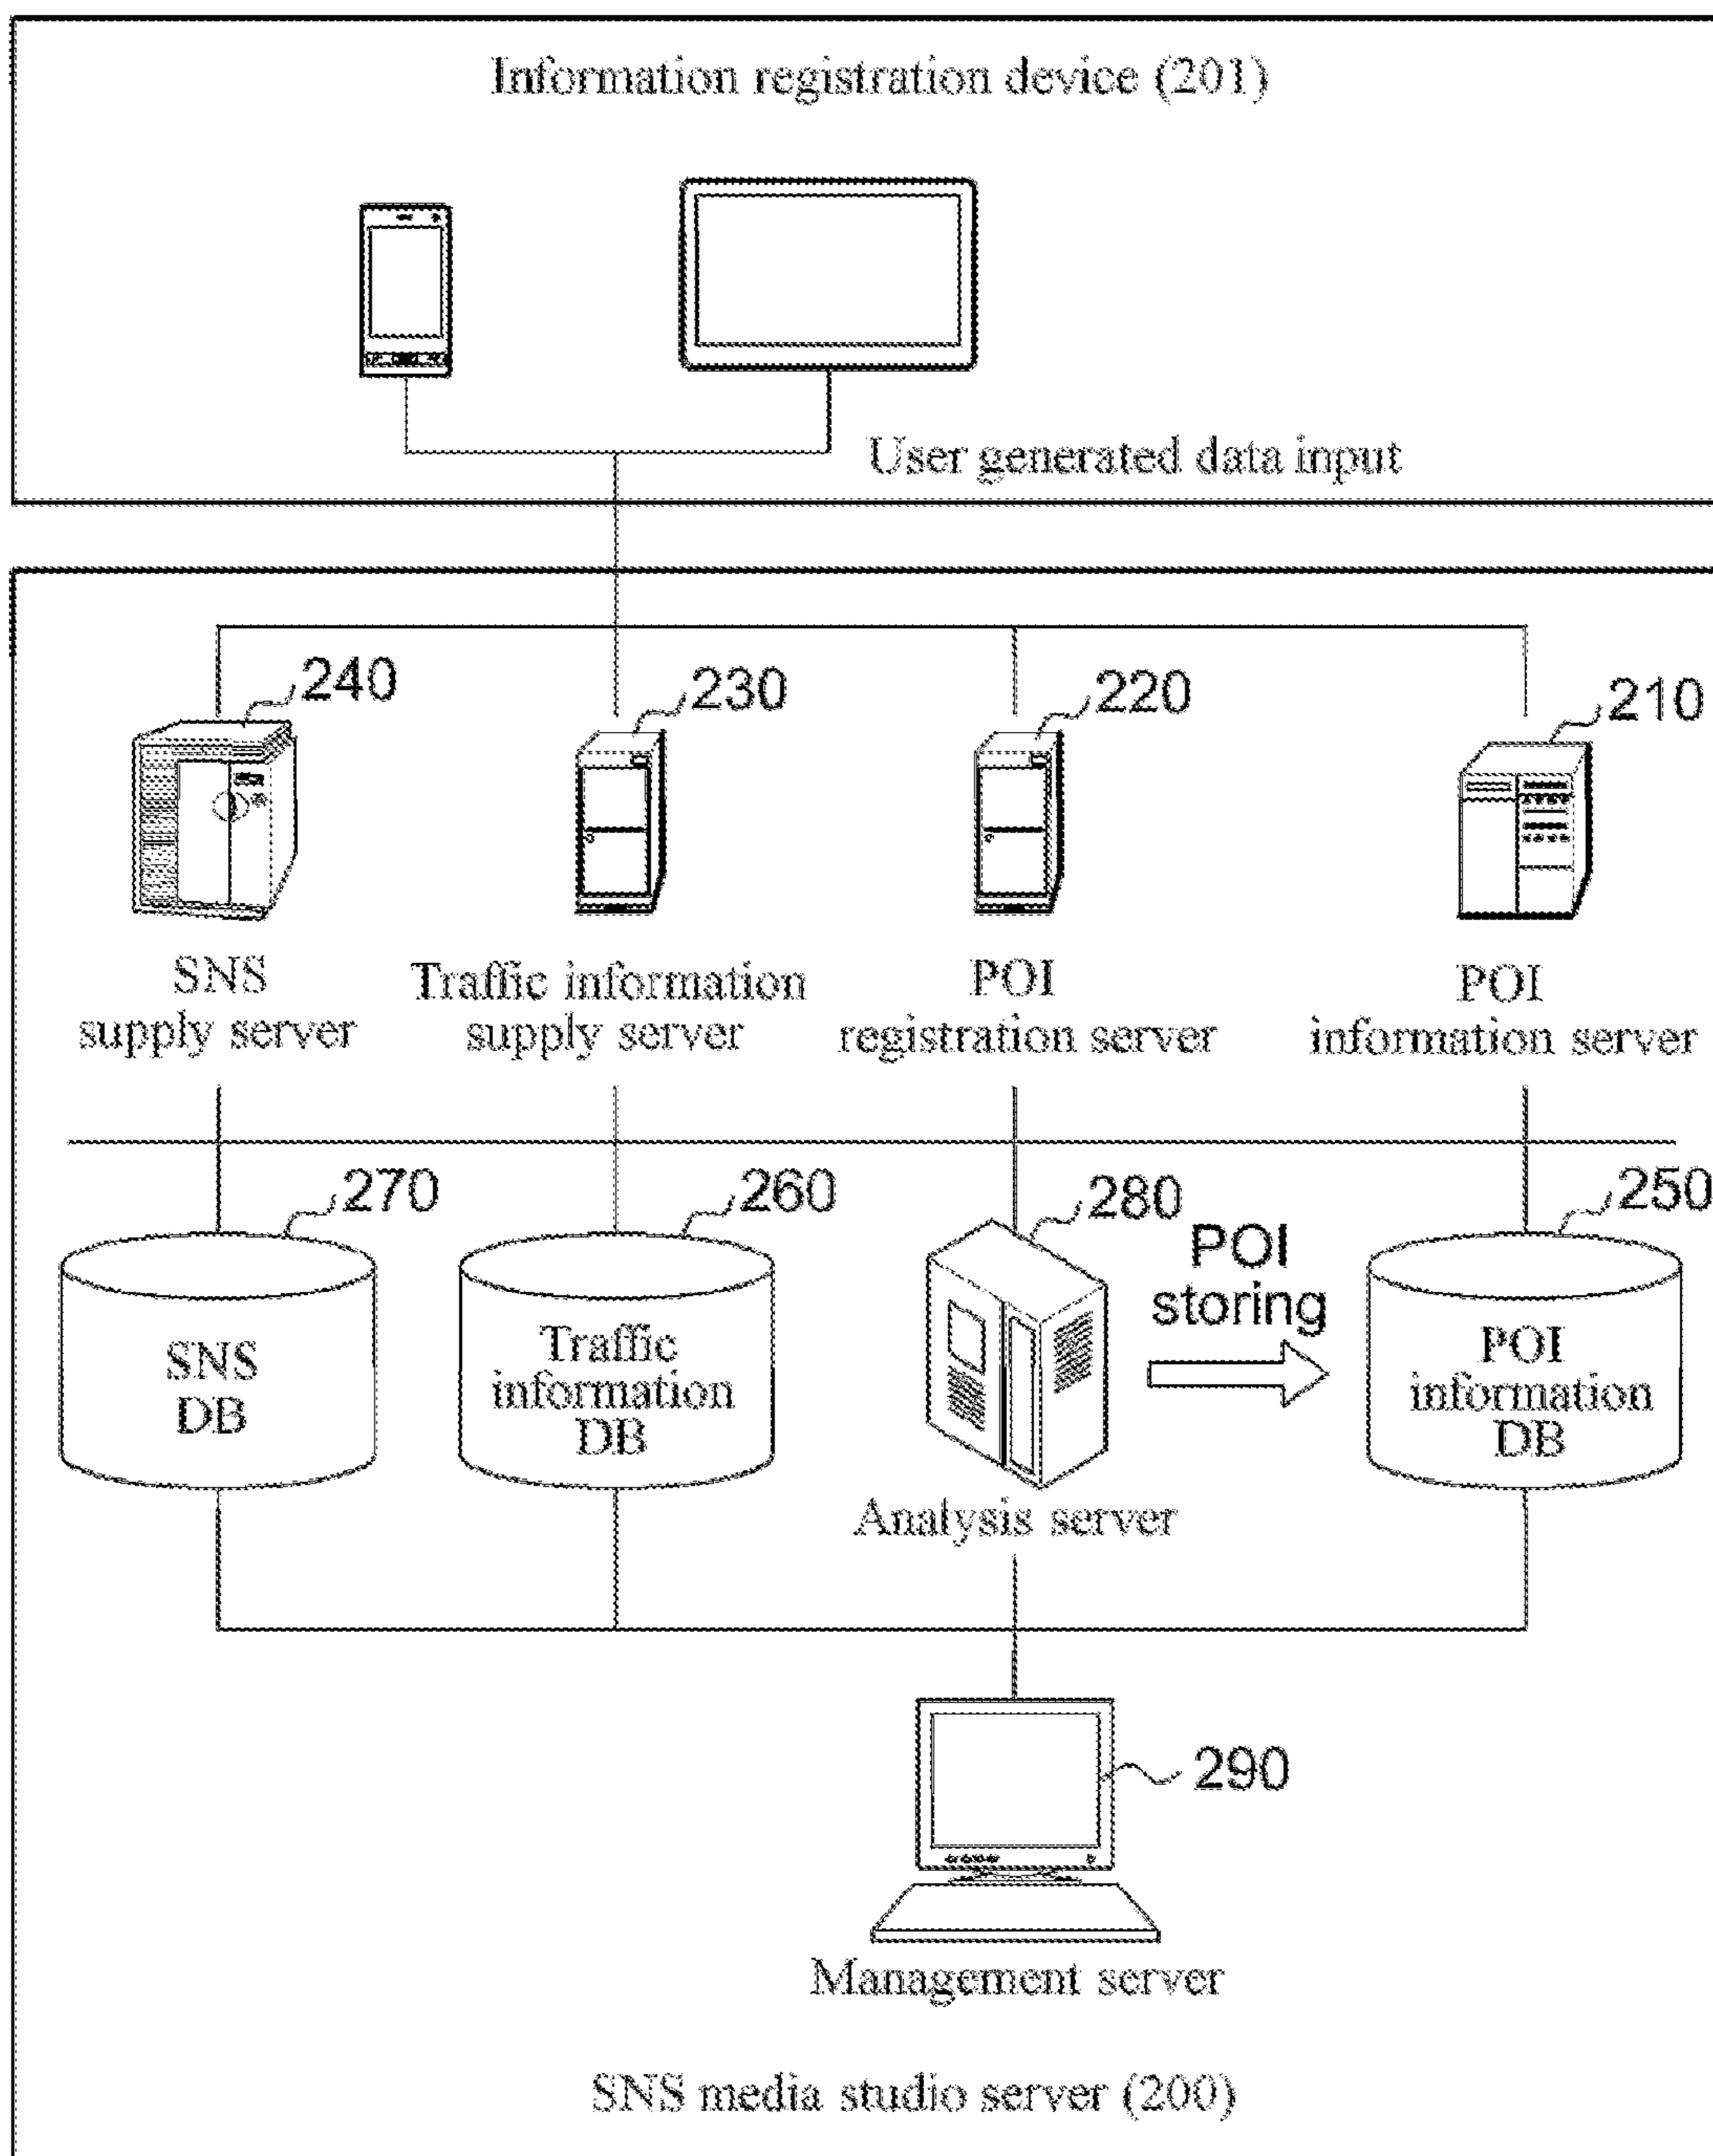 Information registration device (201)
User generated data input
240
230
220
210
SNS
supply server
Traffic information
supply server
POI
registration server
POI
information server
270
260
280
250
SNS
DB
Traffic
information
DB
POI
storing
POI
information
DB
Analysis server
290
Management server
SNS media studio server (200)